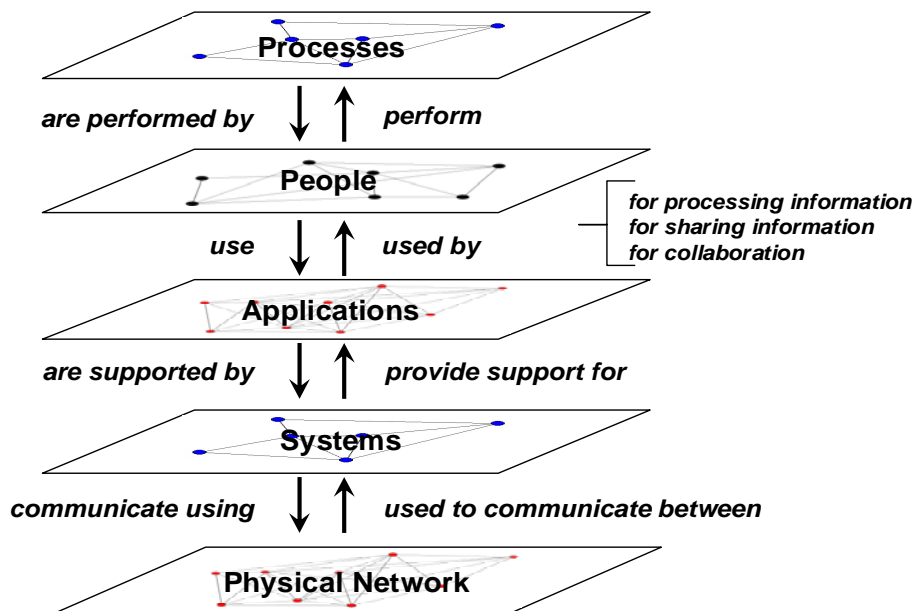 Processes
are performed by
perform
People
for processing information
for sharing information
for collaboration
use
used by
Applications
are supported by
provide support for
Systems
communicate using
used to communicate between
Physical Network